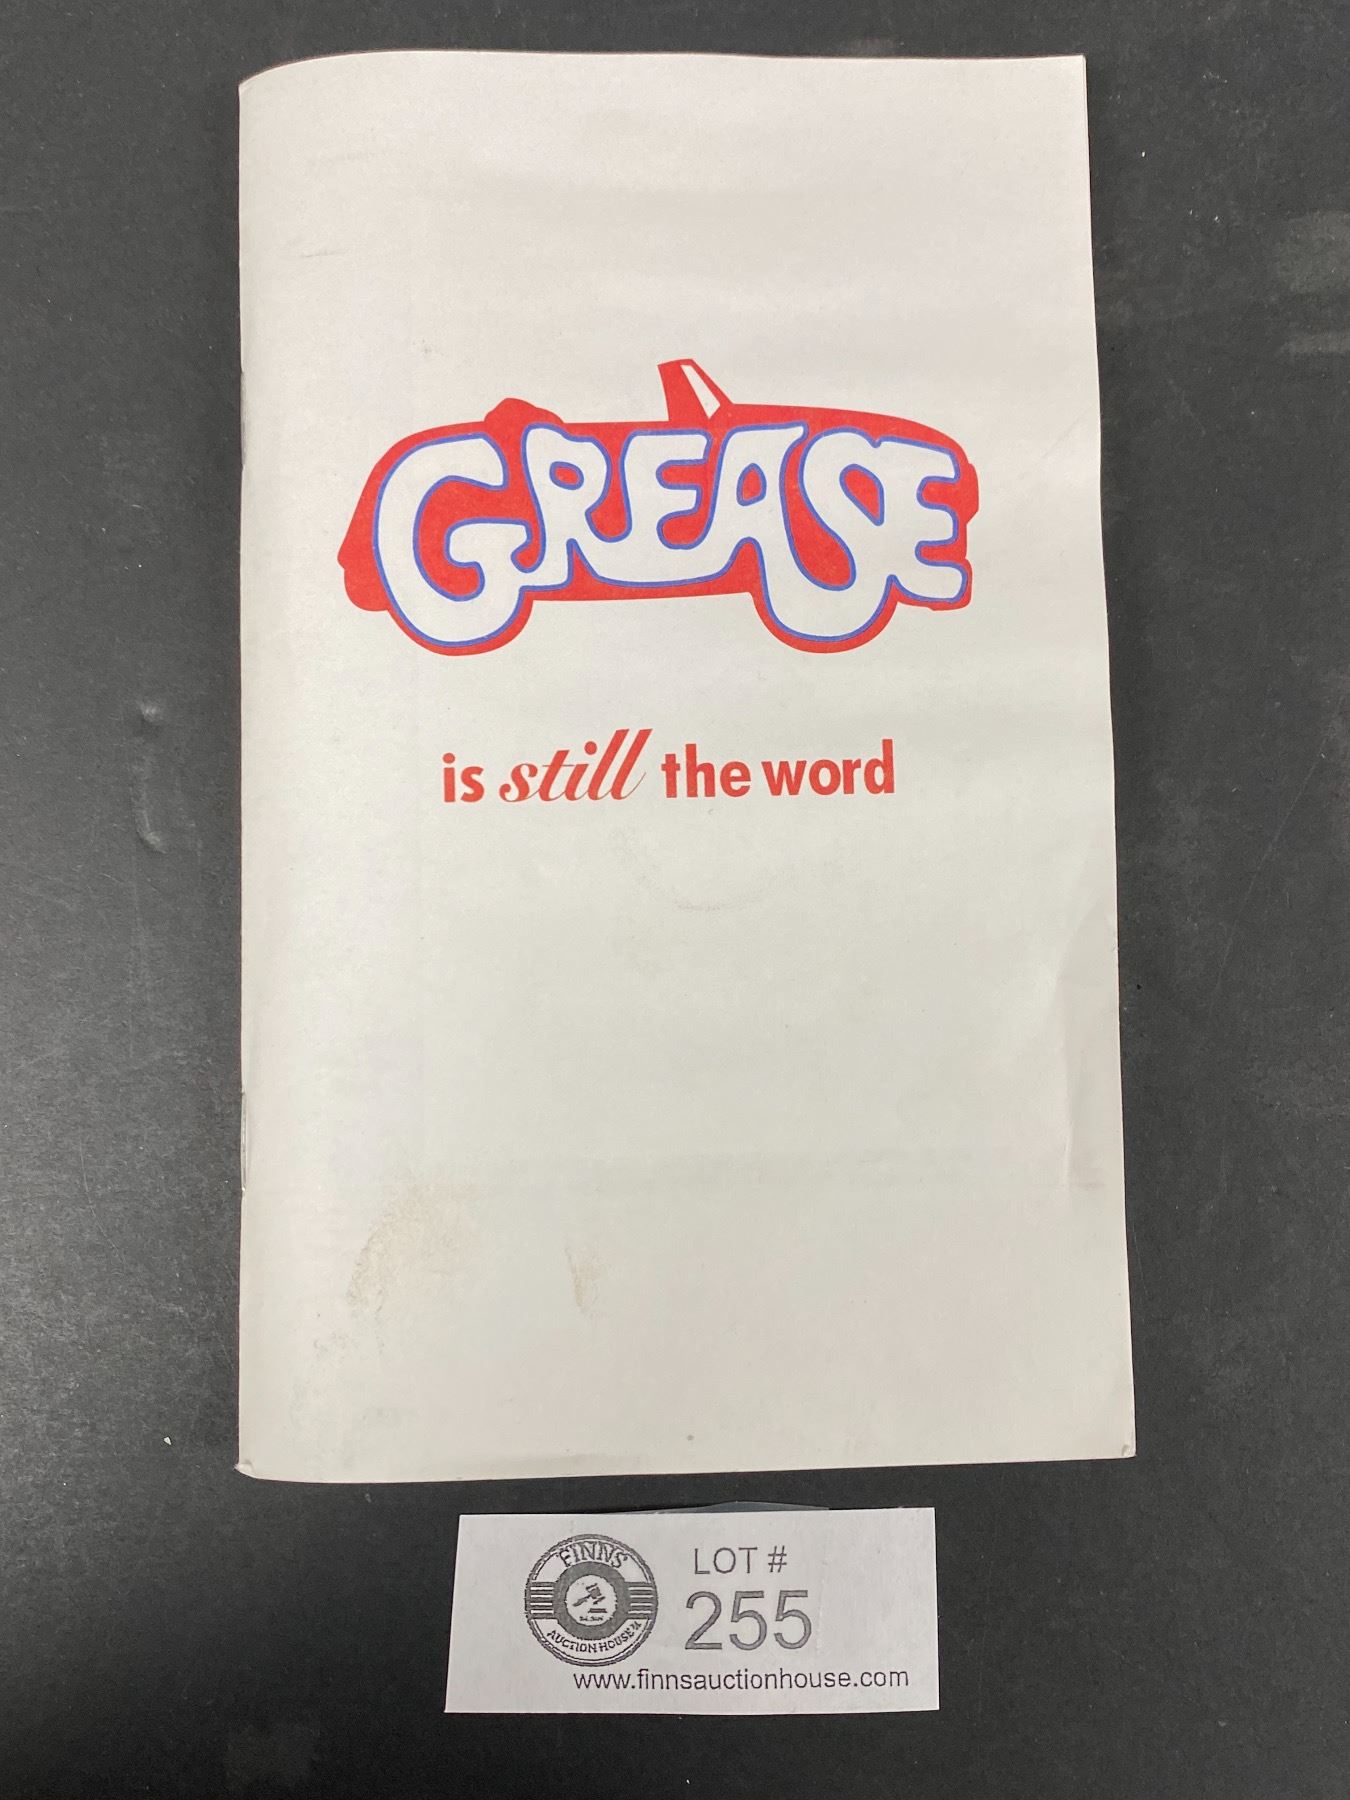 GREASE
is still the word
FINNS
AUCTION HOUSE
LOT #
255
www.finnsauctionhouse.com